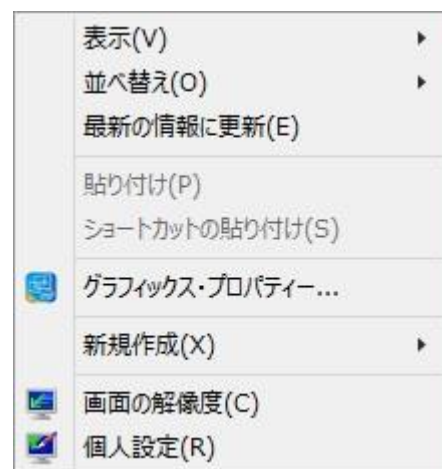 表示(V)
並べ替え(O)
最新の情報に更新(E)
貼り付け(P)
ショートカットの貼り付け(S)
グラフィックス・プロパティー...
新規作成(X)
画面の解像度(C)
個人設定(R)